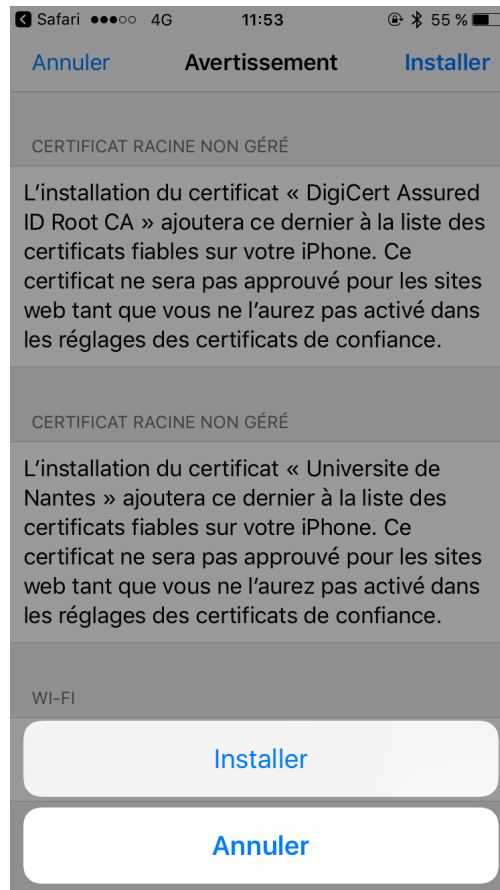 Safari 4G 11:53 55 %
Annuler Avertissement Installer
CERTIFICAT RACINE NON GÉRÉ
L’installation du certificat « DigiCert Assured
ID Root CA » ajoutera ce dernier à la liste des
certificats fiables sur votre iPhone. Ce
certificat ne sera pas approuvé pour les sites
web tant que vous ne l’aurez pas activé dans
les réglages des certificats de confiance.
CERTIFICAT RACINE NON GÉRÉ
L’installation du certificat « Universite de
Nantes » ajoutera ce dernier à la liste des
certificats fiables sur votre iPhone. Ce
certificat ne sera pas approuvé pour les sites
web tant que vous ne l’aurez pas activé dans
les réglages des certificats de confiance.
WI-FI
Installer
Annuler